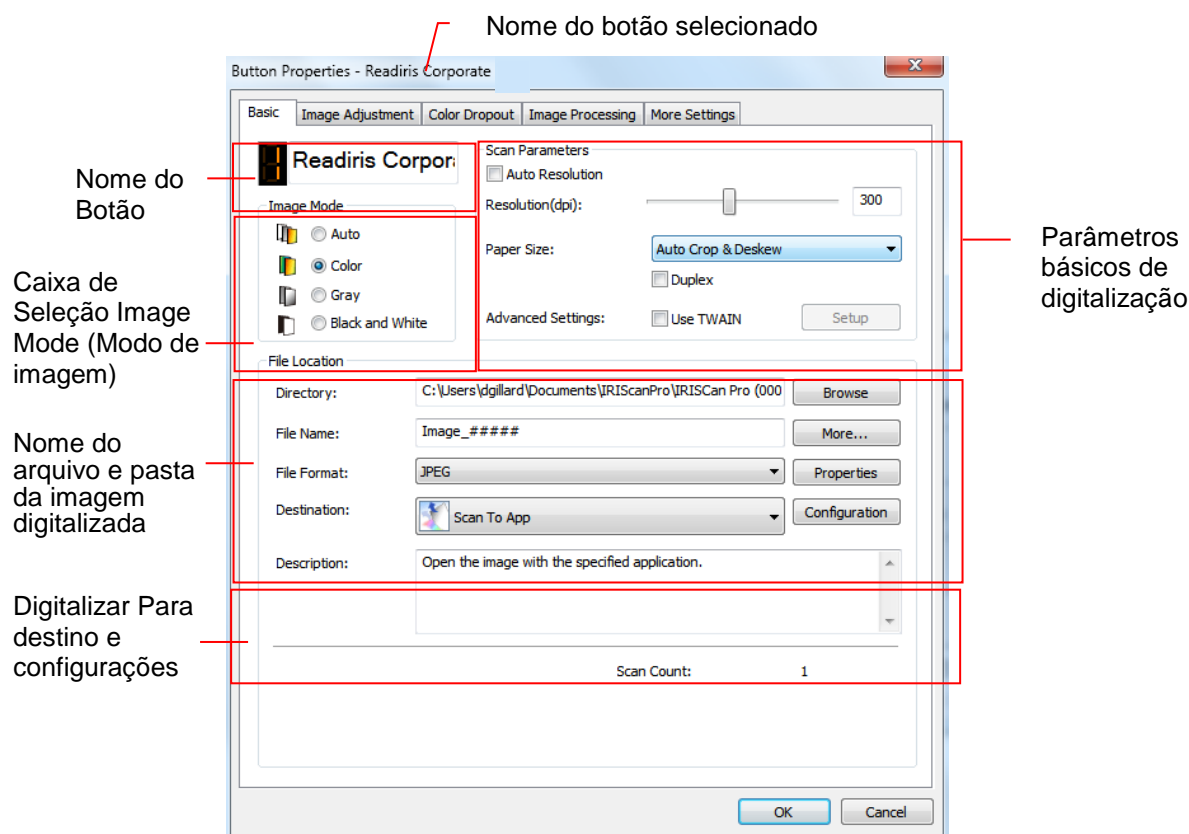 Nome do botão selecionado
Button Properties - Readiris Corporate
Basic Image Adjustment Color Dropout Image Processing More Settings
Nome do
Botão
Readiris Corpor
Image Mode
Auto
Color
Gray
Black and White
Caixa de
Seleção Image
Mode (Modo de
imagem)
Scan Parameters
Auto Resolution
Resolution(dpi): 300
Paper Size: Auto Crop & Deskew
Duplex
Advanced Settings: Use TWAIN Setup
Parâmetros
básicos de
digitalização
File Location
Directory: C:\Users\dgillard\Documents\IRIScanPro\IRISCan Pro (000 Browse
File Name: Image_##### More...
File Format: JPEG Properties
Destination: Scan To App Configuration
Description: Open the image with the specified application.
Nome do
arquivo e pasta
da imagem
digitalizada
Digitalizar Para
destino e
configurações
Scan Count: 1
OK Cancel